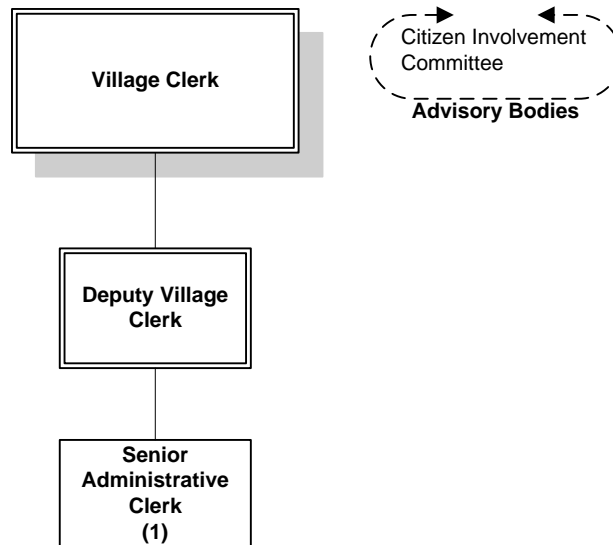 Village Clerk
Citizen Involvement
Committee
Advisory Bodies
Deputy Village
Clerk
Senior
Administrative
Clerk
(1)